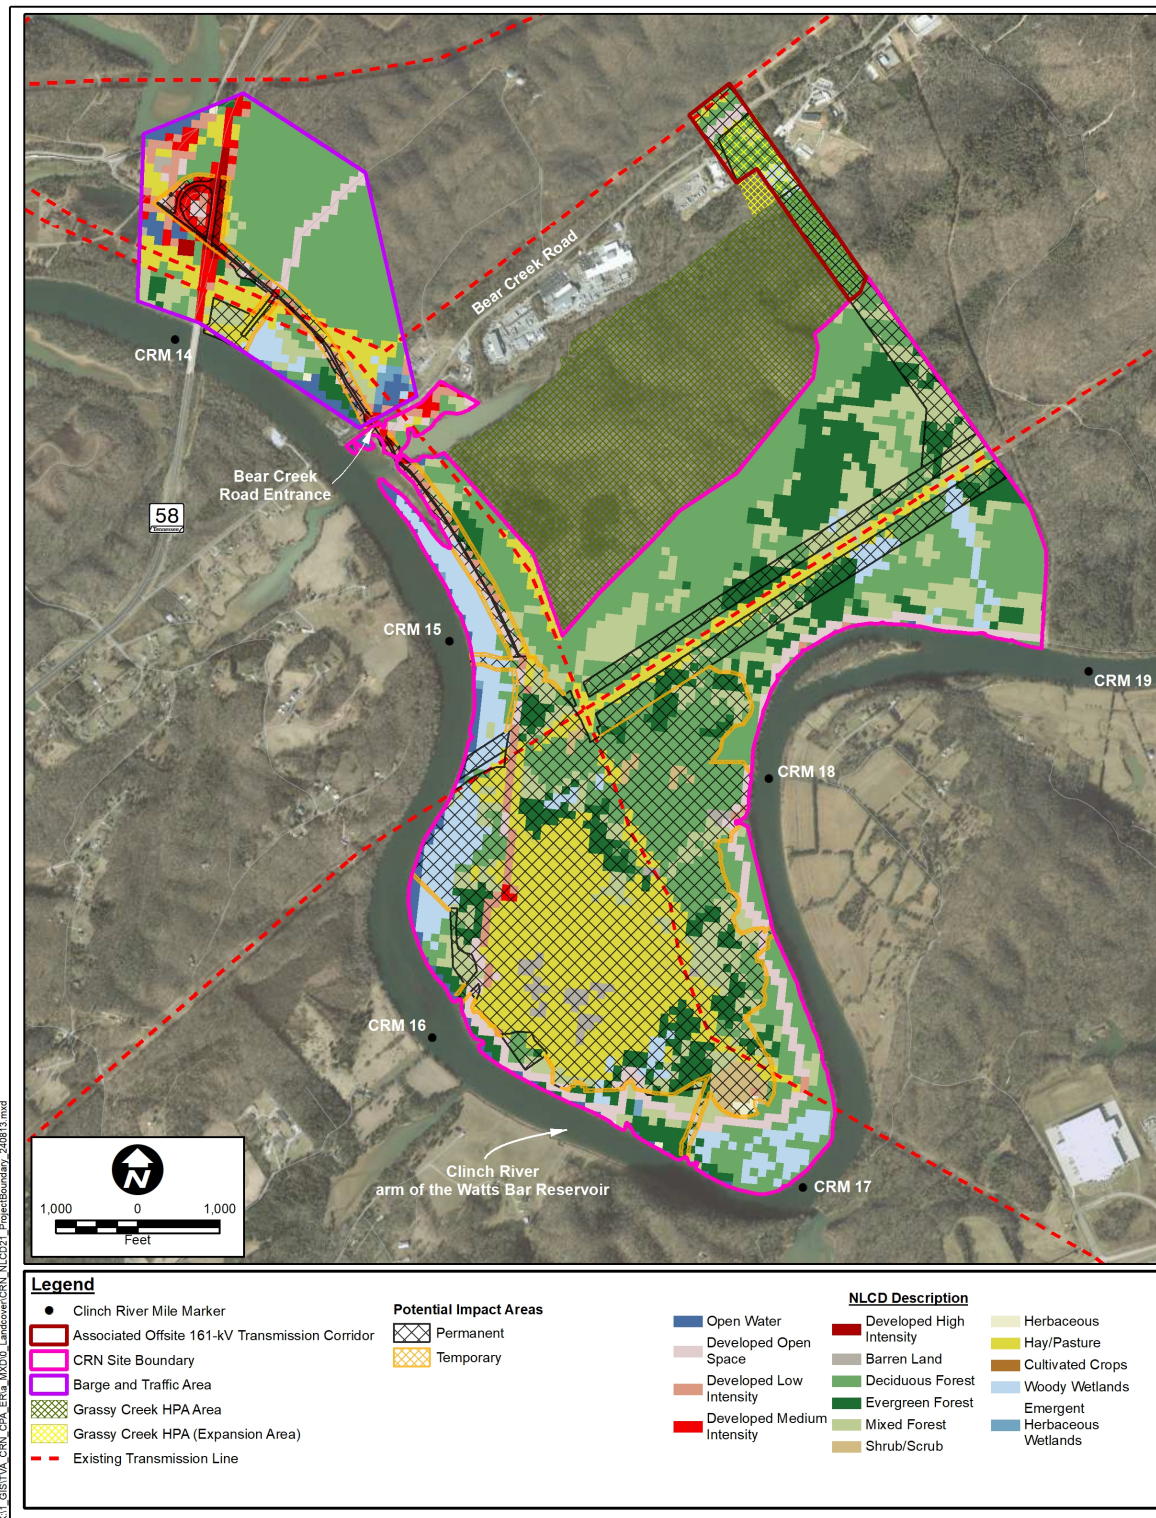 Bear Creek Road
CRM 14
Bear Creek
Road Entrance
58
Tennessee
CRM 15
CRM 19
CRM 18
CRM 16
Clinch River
arm of the Watts Bar Reservoir
CRM 17
N
1,000 0 1,000
Feet
Legend
Clinch River Mile Marker
Associated Offsite 161-kV Transmission Corridor
CRN Site Boundary
Barge and Traffic Area
Grassy Creek HPA Area
Grassy Creek HPA (Expansion Area)
Existing Transmission Line
Potential Impact Areas
Permanent
Temporary
NLCD Description
Open Water
Developed Open
Space
Developed Low
Intensity
Developed Medium
Intensity
Developed High
Intensity
Barren Land
Deciduous Forest
Evergreen Forest
Mixed Forest
Shrub/Scrub
Herbaceous
Hay/Pasture
Cultivated Crops
Woody Wetlands
Emergent
Herbaceous
Wetlands